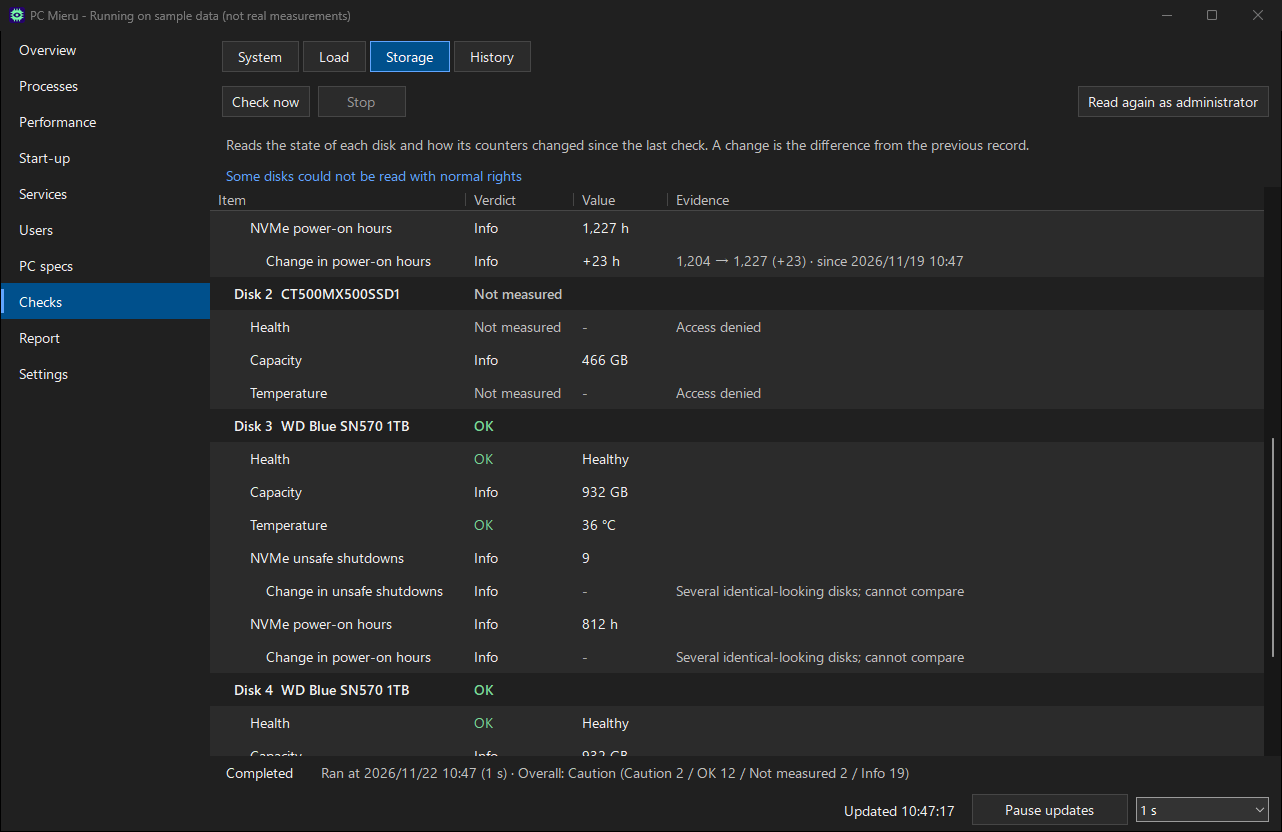 PC Mieru - Running on sample data (not real measurements)
Overview
Processes
Performance
Start-up
Services
Users
PC specs
Checks
Report
Settings
System Load Storage History
Check now Stop Read again as administrator
Reads the state of each disk and how its counters changed since the last check. A change is the difference from the previous record.
Some disks could not be read with normal rights
Item Verdict Value Evidence
NVMe power-on hours Info 1,227 h
Change in power-on hours Info +23 h 1,204 → 1,227 (+23) · since 2026/11/19 10:47
Disk 2 CT500MX500SSD1 Not measured
Health Not measured - Access denied
Capacity Info 466 GB
Temperature Not measured - Access denied
Disk 3 WD Blue SN570 1TB OK
Health OK Healthy
Capacity Info 932 GB
Temperature OK 36 °C
NVMe unsafe shutdowns Info 9
Change in unsafe shutdowns Info - Several identical-looking disks; cannot compare
NVMe power-on hours Info 812 h
Change in power-on hours Info - Several identical-looking disks; cannot compare
Disk 4 WD Blue SN570 1TB OK
Health OK Healthy
Capacity Info 932 GB
Completed Ran at 2026/11/22 10:47 (1 s) · Overall: Caution (Caution 2 / OK 12 / Not measured 2 / Info 19)
Updated 10:47:17 Pause updates 1 s